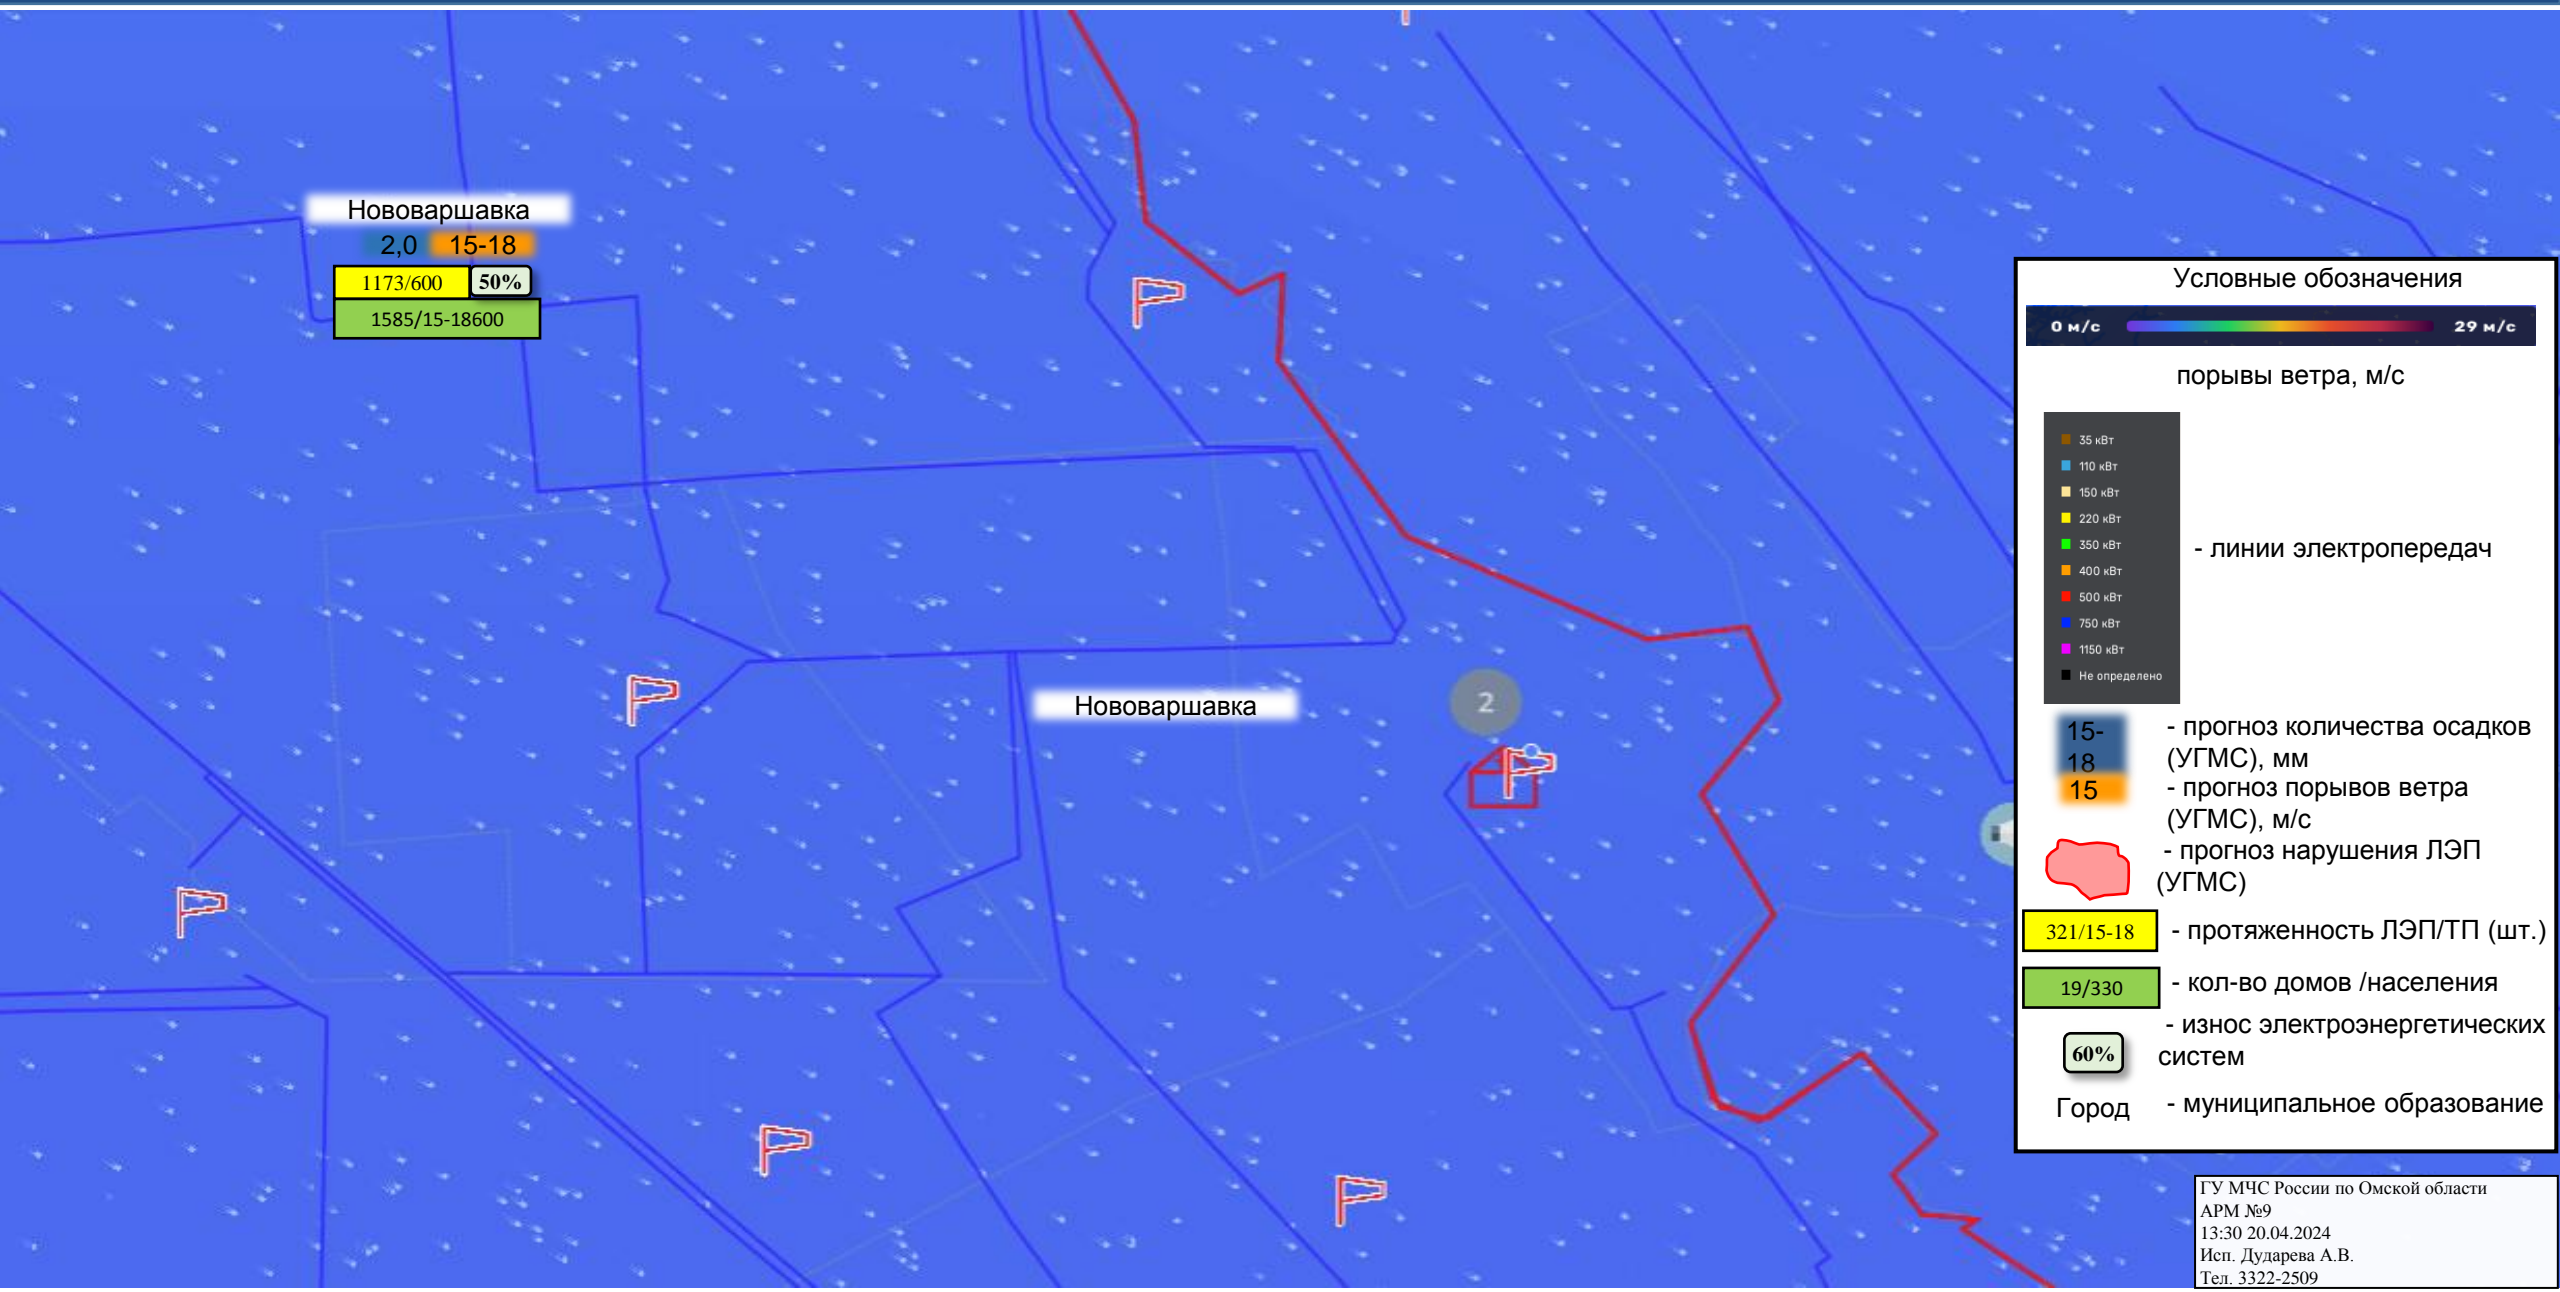 Нововаршавка
2,0 15-18
1173/600 50%
1585/15-18600
Нововаршавка
2
Условные обозначения
0 м/с 29 м/с
порывы ветра, м/с
35 кВт
110 кВт
150 кВт
220 кВт
350 кВт
400 кВт
500 кВт
750 кВт
1150 кВт
Не определено
- линии электропередач
15-
18
- прогноз количества осадков
(УГМС), мм
15
- прогноз порывов ветра
(УГМС), м/с
- прогноз нарушения ЛЭП
(УГМС)
321/15-18
- протяженность ЛЭП/ТП (шт.)
19/330
- кол-во домов /населения
60%
- износ электроэнергетических
систем
Город
- муниципальное образование
ГУ МЧС России по Омской области
АРМ №9
13:30 20.04.2024
Исп. Дударева А.В.
Тел. 3322-2509